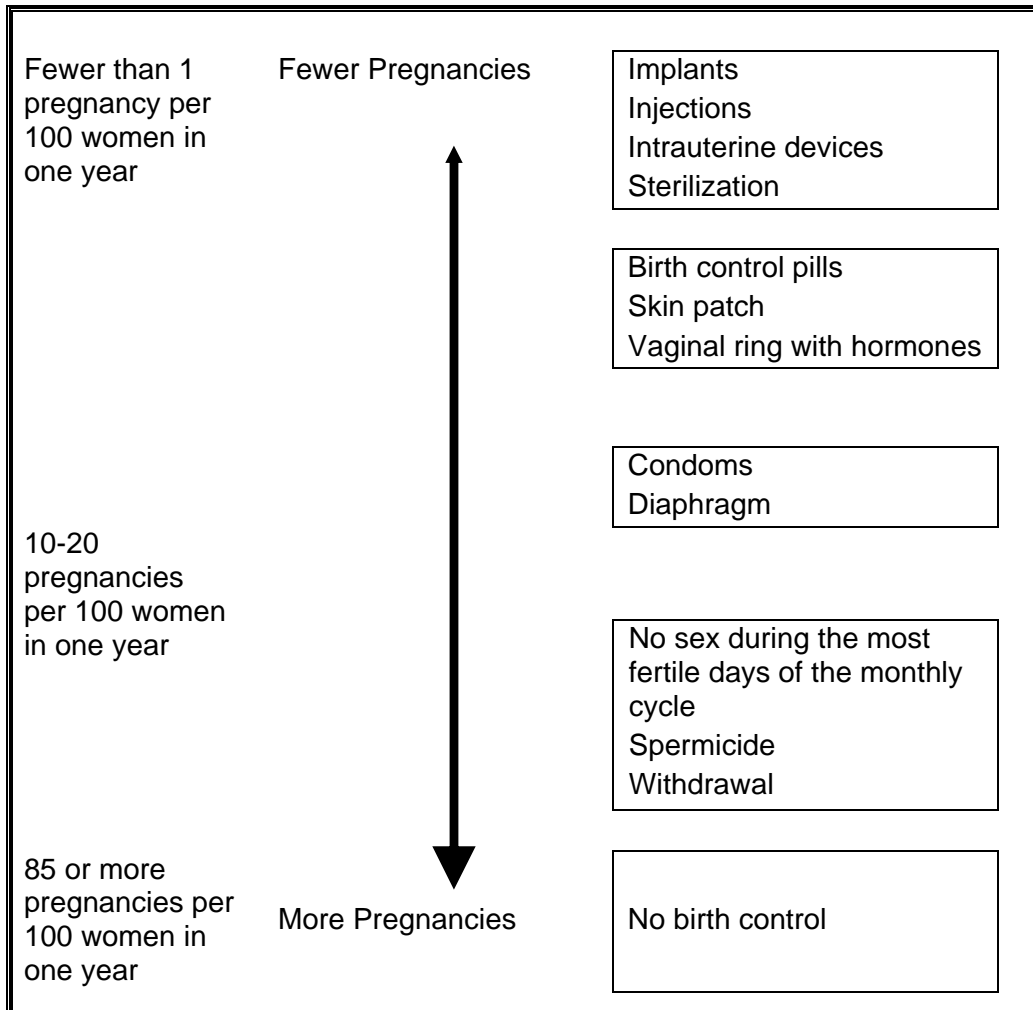 Fewer than 1
pregnancy per
100 women in
one year
Fewer Pregnancies
Implants
Injections
Intrauterine devices
Sterilization
Birth control pills
Skin patch
Vaginal ring with hormones
Condoms
Diaphragm
10-20
pregnancies
per 100 women
in one year
No sex during the most
fertile days of the monthly
cycle
Spermicide
Withdrawal
85 or more
pregnancies per
100 women in
one year
More Pregnancies
No birth control